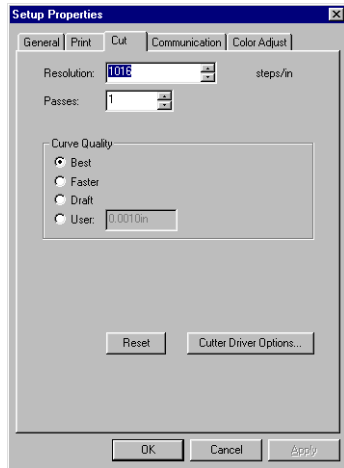 Setup Properties
General Print Cut Communication Color Adjust
Resolution: 1016 steps/in
Passes: 1
Curve Quality
Best
Faster
Draft
User: 0.0010in
Reset Cutter Driver Options...
OK Cancel Apply